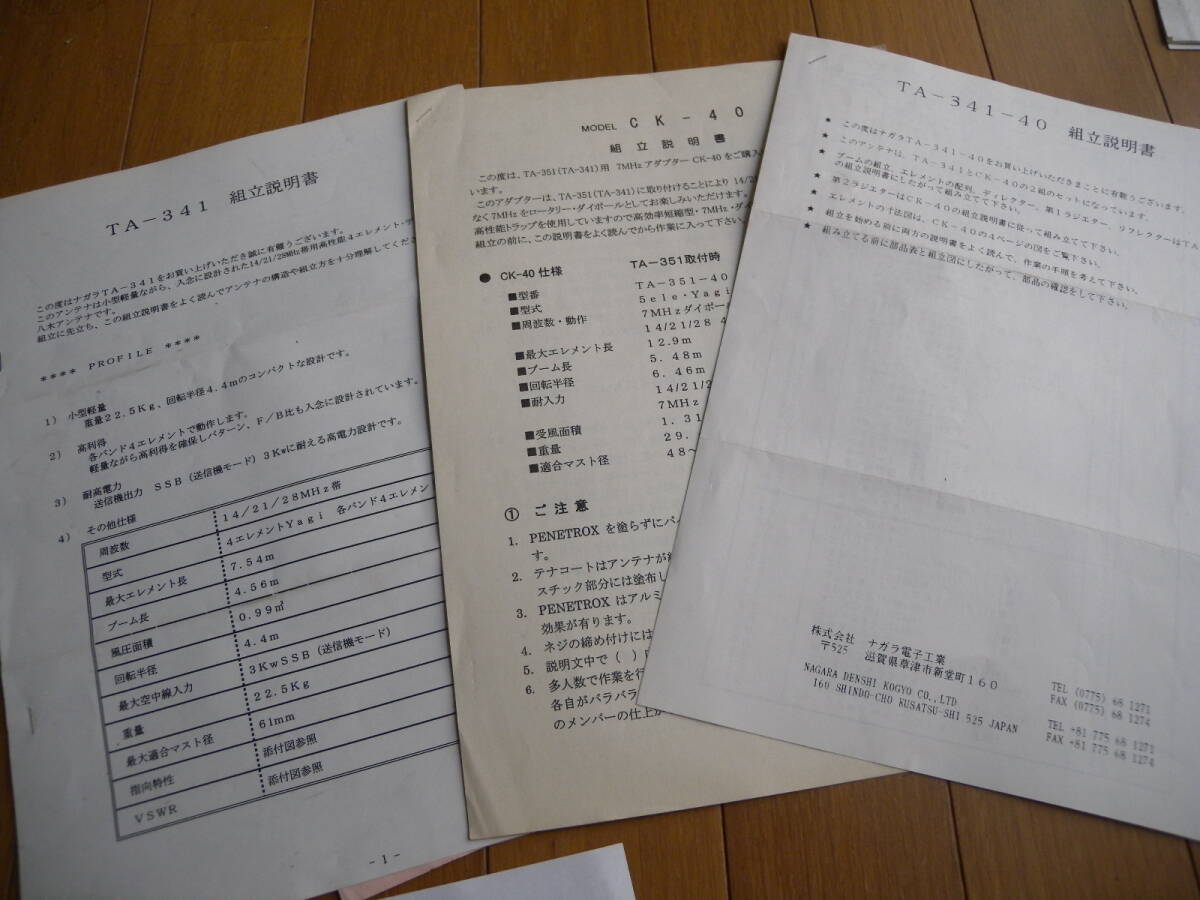 TA-341 組立説明書
この度はナガラTA-341をお買い上げいただき誠に有難うございます。
このアンテナは小型軽量ながら、入念に設計された14/21/28MHz帯用高性能4エレメント・
八木アンテナです。
組立に先立ち、この組立説明書をよく読んでアンテナの構造や組立方を十分理解してくださ
**** PROFILE ****
1) 小型軽量
重量22.5Kg、回転半径4.4mのコンパクトな設計です。
2) 高利得
各バンド4エレメントで動作します。
軽量ながら高利得を確保しパターン、F/B比も入念に設計されています。
3) 耐高電力
送信機出力 SSB(送信機モード)3Kwに耐える高電力設計です。
4) その他仕様
周波数 14/21/28MHz帯
型式 4エレメントYagi 各バンド4エレメン
最大エレメント長 7.54m
ブーム長 4.56m
風圧面積 0.99㎡
回転半径 4.4m
最大空中線入力 3KwSSB(送信機モード)
重量 22.5Kg
最大適合マスト径 61mm
指向特性 添付図参照
VSWR 添付図参照
-1-
MODEL CK-40
組立説明書
この度は、TA-351(TA-341)用 7MHzアダプターCK-40をご購入
います。
このアダプターは、TA-351(TA-341)に取り付けることにより 14/2
なく7MHzをロータリー・ダイポールとしてお楽しみいただけます。
高性能トラップを使用していますので高効率短縮型・7MHz・ダイ
組立の前に、この説明書をよく読んでから作業に入って下さい。
● CK-40 仕様 TA-351取付時
■型番 TA-351-40
■型式 5ele・Yagi
■周波数・動作 7MHzダイポー
14/21/28 4
■最大エレメント長 12.9m
■ブーム長 5.48m
■回転半径 6.46m
■耐入力 14/21/2
7MHz
■受風面積 1.31
■重量 29.
■適合マスト径 48~
① ご注意
1. PENETROX を塗らずにパイ
す。
2. テナコートはアンテナが
スチック部分には塗布し
3. PENETROX はアルミ
効果が有ります。
4. ネジの締め付けには
5. 説明文中で( )
6. 多人数で作業を行
各自がバラバラ
のメンバーの仕上が
TA-341-40 組立説明書
★ この度はナガラTA-341-40をお買い上げいただきまことに有難うございます。
★ このアンテナは、TA-341とCK-40の2組のセットになっています。
★ ブームの組立、エレメントの配列、ディレクター、第1ラジエター、リフレクターはTA
の組立説明書にしたがって組み立てて下さい。
★ 第2ラジエターはCK-40の組立説明書に従って組み立てて下さい。
★ エレメントの寸法図は、CK-40の4ページの図をご覧下さい。
★ 組立を始める前に両方の説明書をよく読んで、作業の手順を考えて下さい。
★ 組み立てる前に部品表と組立図にしたがって、部品の確認をして下さい。
株式会社 ナガラ電子工業
〒525 滋賀県草津市新堂町160
TEL (0775) 68 1271
FAX (0775) 68 1274
NAGARA DENSHI KOGYO CO.,LTD
160 SHINDO-CHO KUSATSU-SHI 525 JAPAN
TEL +81 775 68 1271
FAX +81 775 68 1274